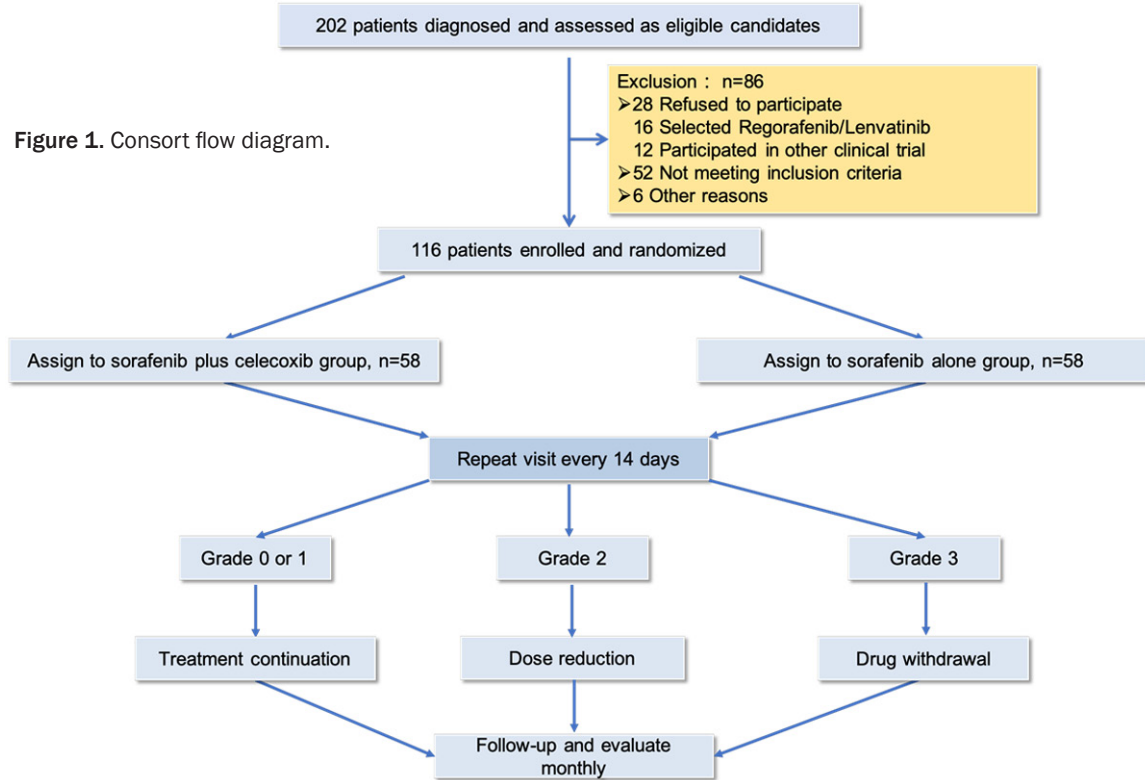 202 patients diagnosed and assessed as eligible candidates
Exclusion : n=86
➢28 Refused to participate
16 Selected Regorafenib/Lenvatinib
12 Participated in other clinical trial
➢52 Not meeting inclusion criteria
➢6 Other reasons
Figure 1. Consort flow diagram.
116 patients enrolled and randomized
Assign to sorafenib plus celecoxib group, n=58
Assign to sorafenib alone group, n=58
Repeat visit every 14 days
Grade 0 or 1
Grade 2
Grade 3
Treatment continuation
Dose reduction
Drug withdrawal
Follow-up and evaluate
monthly